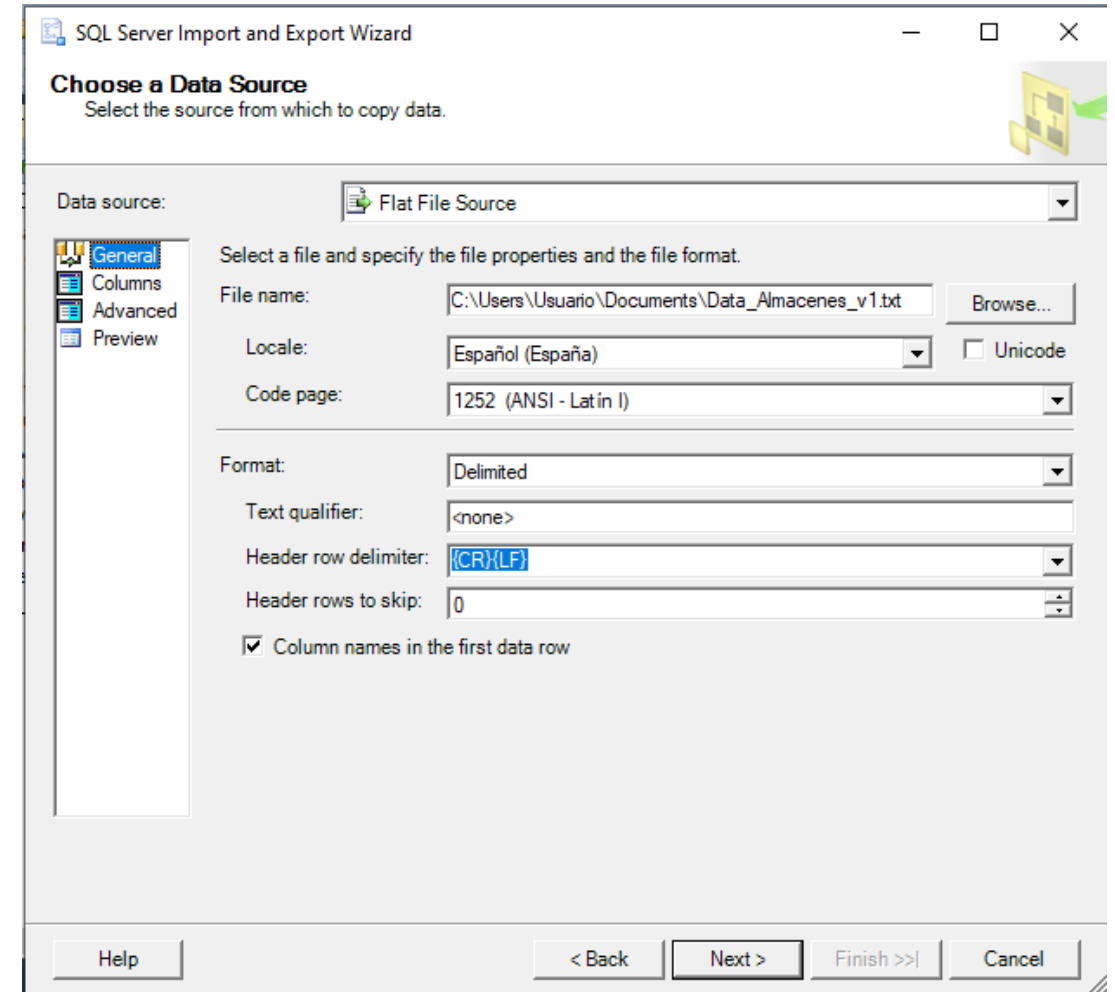 SQL Server Import and Export Wizard
Choose a Data Source
Select the source from which to copy data.
Data source:
Flat File Source
General
Columns
Advanced
Preview
Select a file and specify the file properties and the file format.
File name:
C:\Users\Usuario\Documents\Data_Almacenes_v1.txt
Browse...
Locale:
Español (España)
Unicode
Code page:
1252 (ANSI - Latín I)
Format:
Delimited
Text qualifier:
<none>
Header row delimiter:
{CR}{LF}
Header rows to skip:
0
Column names in the first data row
Help
< Back
Next >
Finish >>|
Cancel